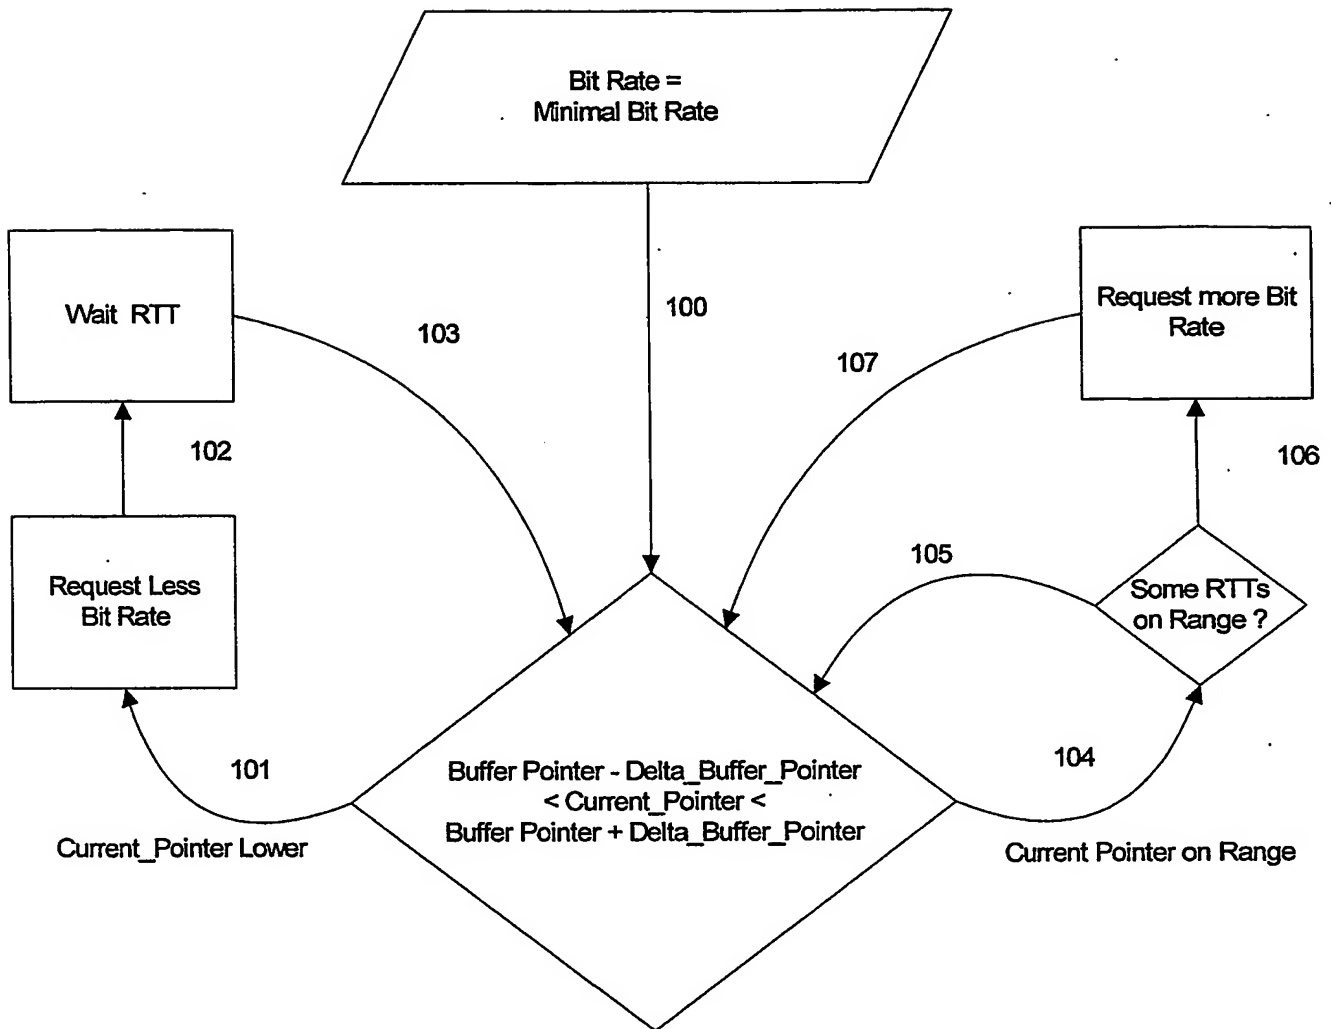 Bit Rate =
Minimal Bit Rate
100
Wait RTT
103
102
Request Less
Bit Rate
101
Current_Pointer Lower
Request more Bit
Rate
107
106
105
Some RTTs
on Range ?
104
Current Pointer on Range
Buffer Pointer - Delta_Buffer_Pointer
< Current_Pointer <
Buffer Pointer + Delta_Buffer_Pointer